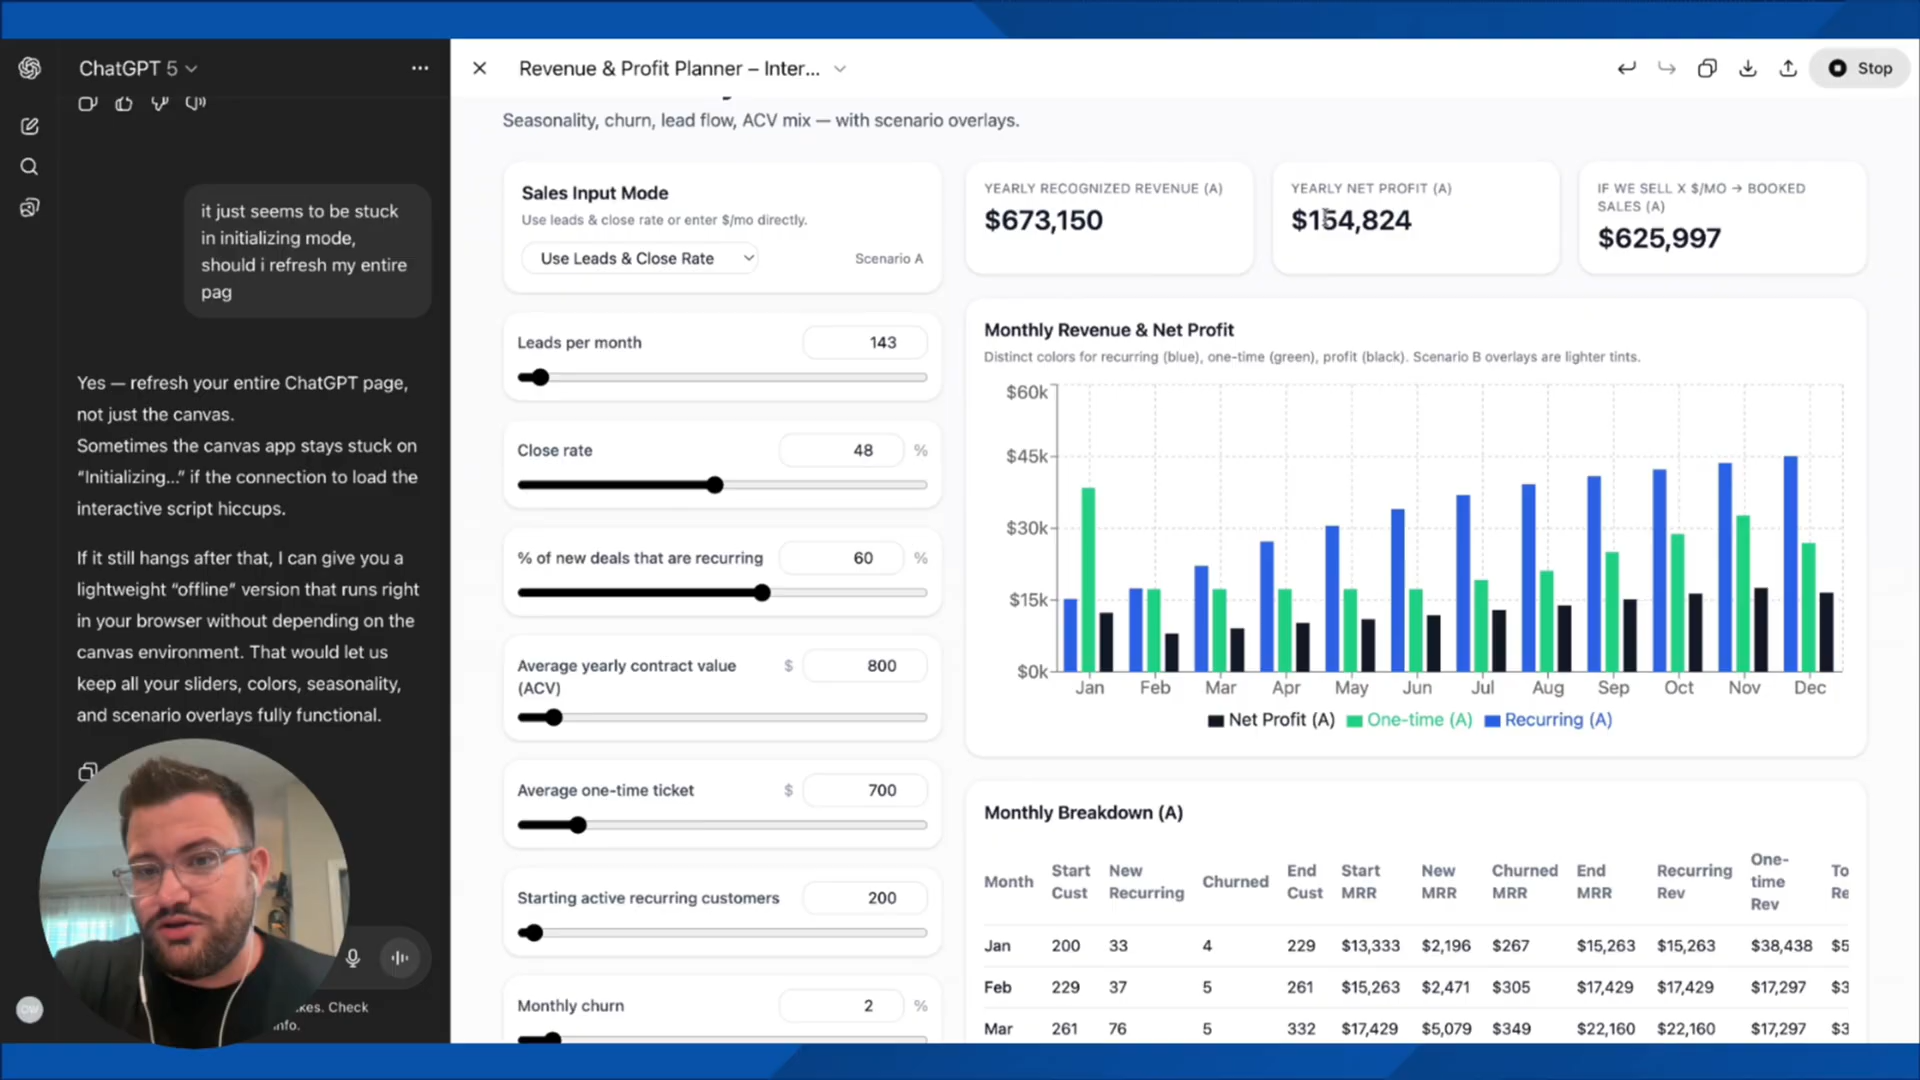 ChatGPT 5
it just seems to be stuck
in initializing mode,
should i refresh my entire
pag
Yes — refresh your entire ChatGPT page,
not just the canvas.
Sometimes the canvas app stays stuck on
“Initializing...” if the connection to load the
interactive script hiccups.
If it still hangs after that, I can give you a
lightweight “offline” version that runs right
in your browser without depending on the
canvas environment. That would let us
keep all your sliders, colors, seasonality,
and scenario overlays fully functional.
Check
Revenue & Profit Planner – Inter...
Stop
Seasonality, churn, lead flow, ACV mix — with scenario overlays.
Sales Input Mode
Use leads & close rate or enter $/mo directly.
Use Leads & Close Rate
Scenario A
Leads per month 143
Close rate 48 %
% of new deals that are recurring 60 %
Average yearly contract value
(ACV) $ 800
Average one-time ticket $ 700
Starting active recurring customers 200
Monthly churn 2 %
YEARLY RECOGNIZED REVENUE (A)
$673,150
YEARLY NET PROFIT (A)
$154,824
IF WE SELL X $/MO → BOOKED
SALES (A)
$625,997
Monthly Revenue & Net Profit
Distinct colors for recurring (blue), one-time (green), profit (black). Scenario B overlays are lighter tints.
$60k
$45k
$30k
$15k
$0k
Jan Feb Mar Apr May Jun Jul Aug Sep Oct Nov Dec
Net Profit (A) One-time (A) Recurring (A)
Monthly Breakdown (A)
Month Start Cust New Recurring Churned End Cust Start MRR New MRR Churned MRR End MRR Recurring Rev One-time Rev To Re
Jan 200 33 4 229 $13,333 $2,196 $267 $15,263 $15,263 $38,438 $5
Feb 229 37 5 261 $15,263 $2,471 $305 $17,429 $17,429 $17,297 $3
Mar 261 76 5 332 $17,429 $5,079 $349 $22,160 $22,160 $17,297 $3